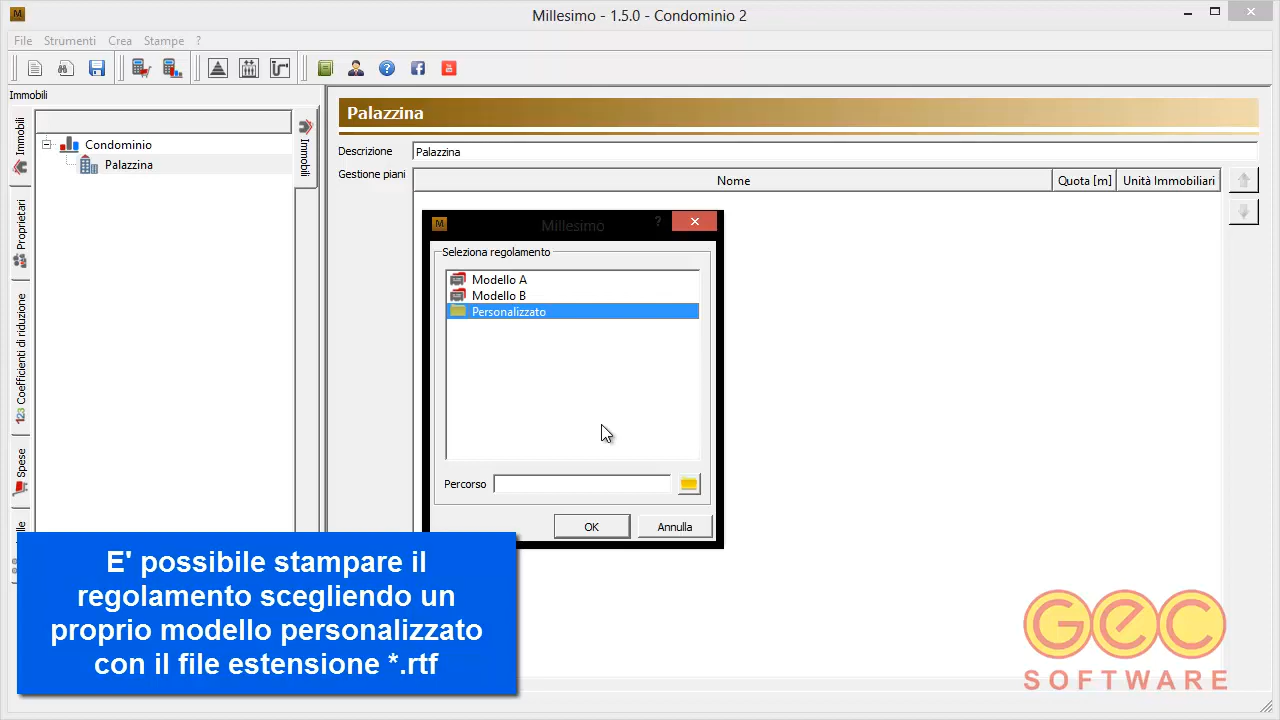 Millesimo - 1.5.0 - Condominio 2
File Strumenti Crea Stampe ?
Immobili
Immobili
Proprietari
Coefficienti di riduzione
Spese
Condominio
Palazzina
Immobili
Palazzina
Descrizione Palazzina
Gestione piani Nome Quota [m] Unità Immobiliari
Millesimo
Seleziona regolamento
Modello A
Modello B
Personalizzato
Percorso
OK Annulla
E' possibile stampare il
regolamento scegliendo un
proprio modello personalizzato
con il file estensione *.rtf
GEC
SOFTWARE